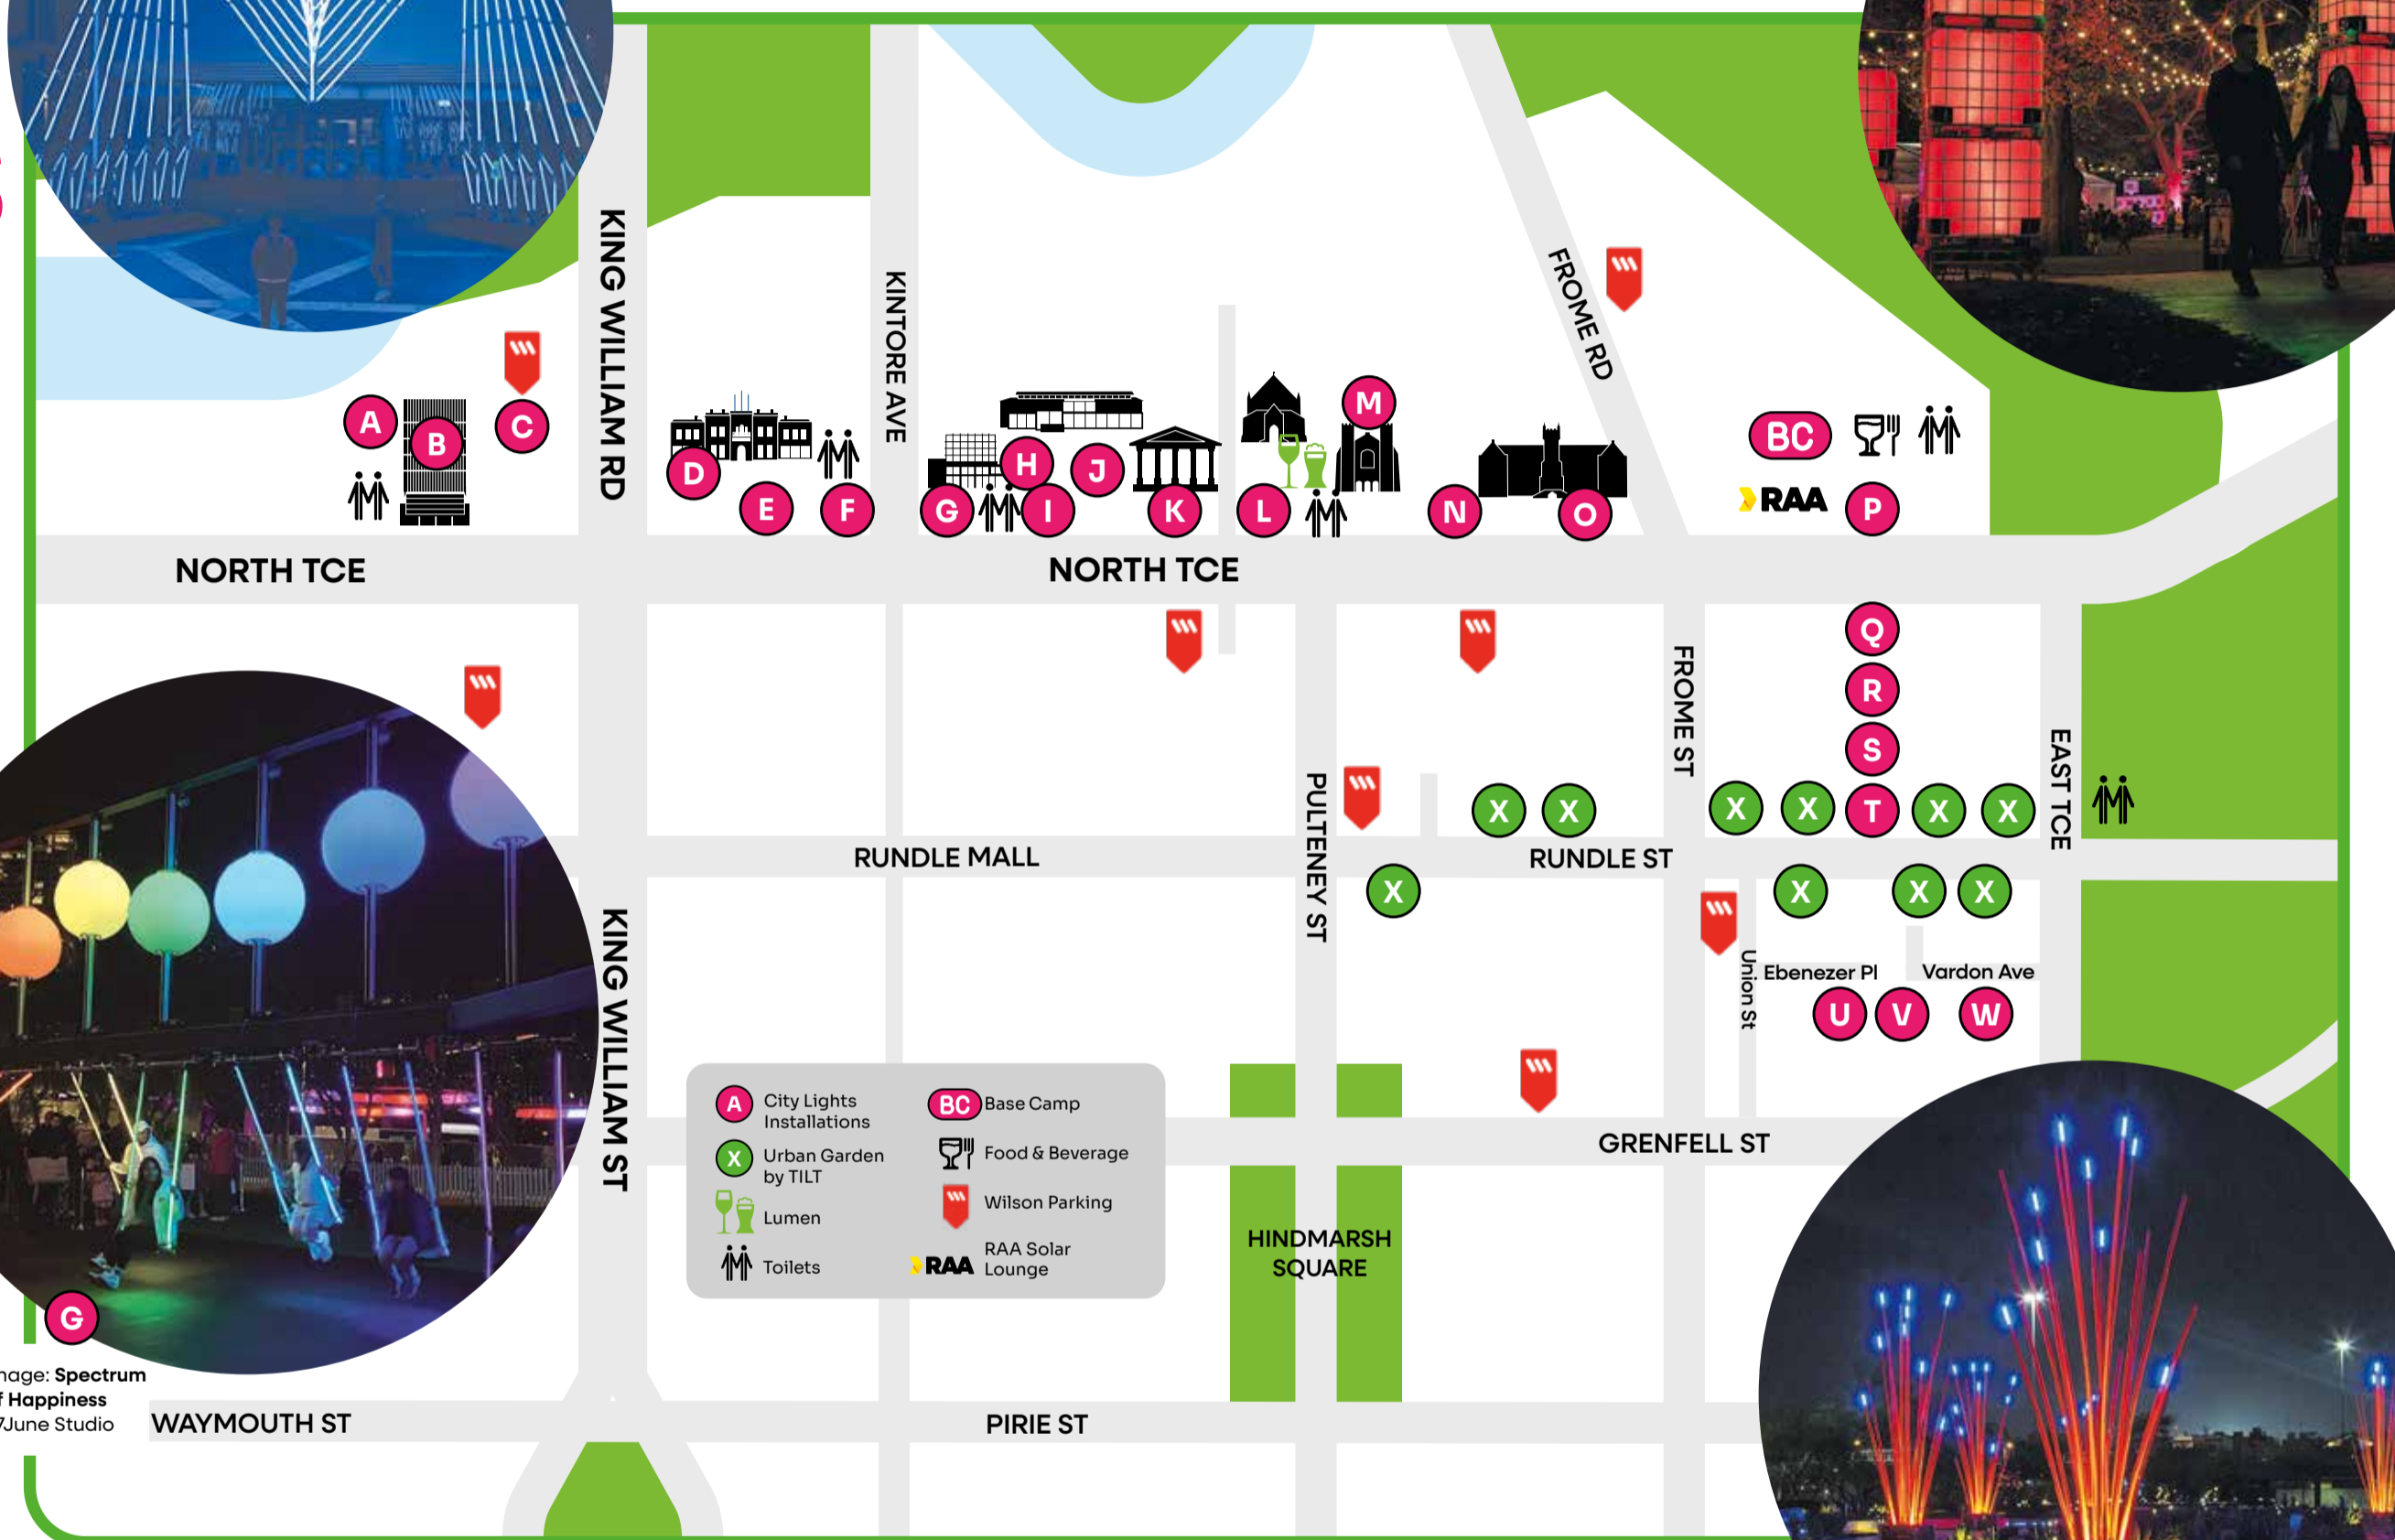 KING WILLIAM RD
KINTORE AVE
FROME RD
A
B
C
D
E
F
G
H
I
J
K
L
M
N
O
BC
RAA
P
NORTH TCE
NORTH TCE
Q
R
S
T
FROME ST
EAST TCE
PULTENEY ST
X
X
X
X
X
X
RUNDLE MALL
RUNDLE ST
X
X
X
X
KING WILLIAM ST
Union St
Ebenezer Pl
Vardon Ave
U
V
W
A
City Lights
Installations
X
Urban Garden
by TILT
Lumen
Toilets
BC
Base Camp
Food & Beverage
Wilson Parking
RAA
RAA Solar
Lounge
GRENFELL ST
HINDMARSH
SQUARE
G
Spectrum
Happiness
June Studio
WAYMOUTH ST
PIRIE ST